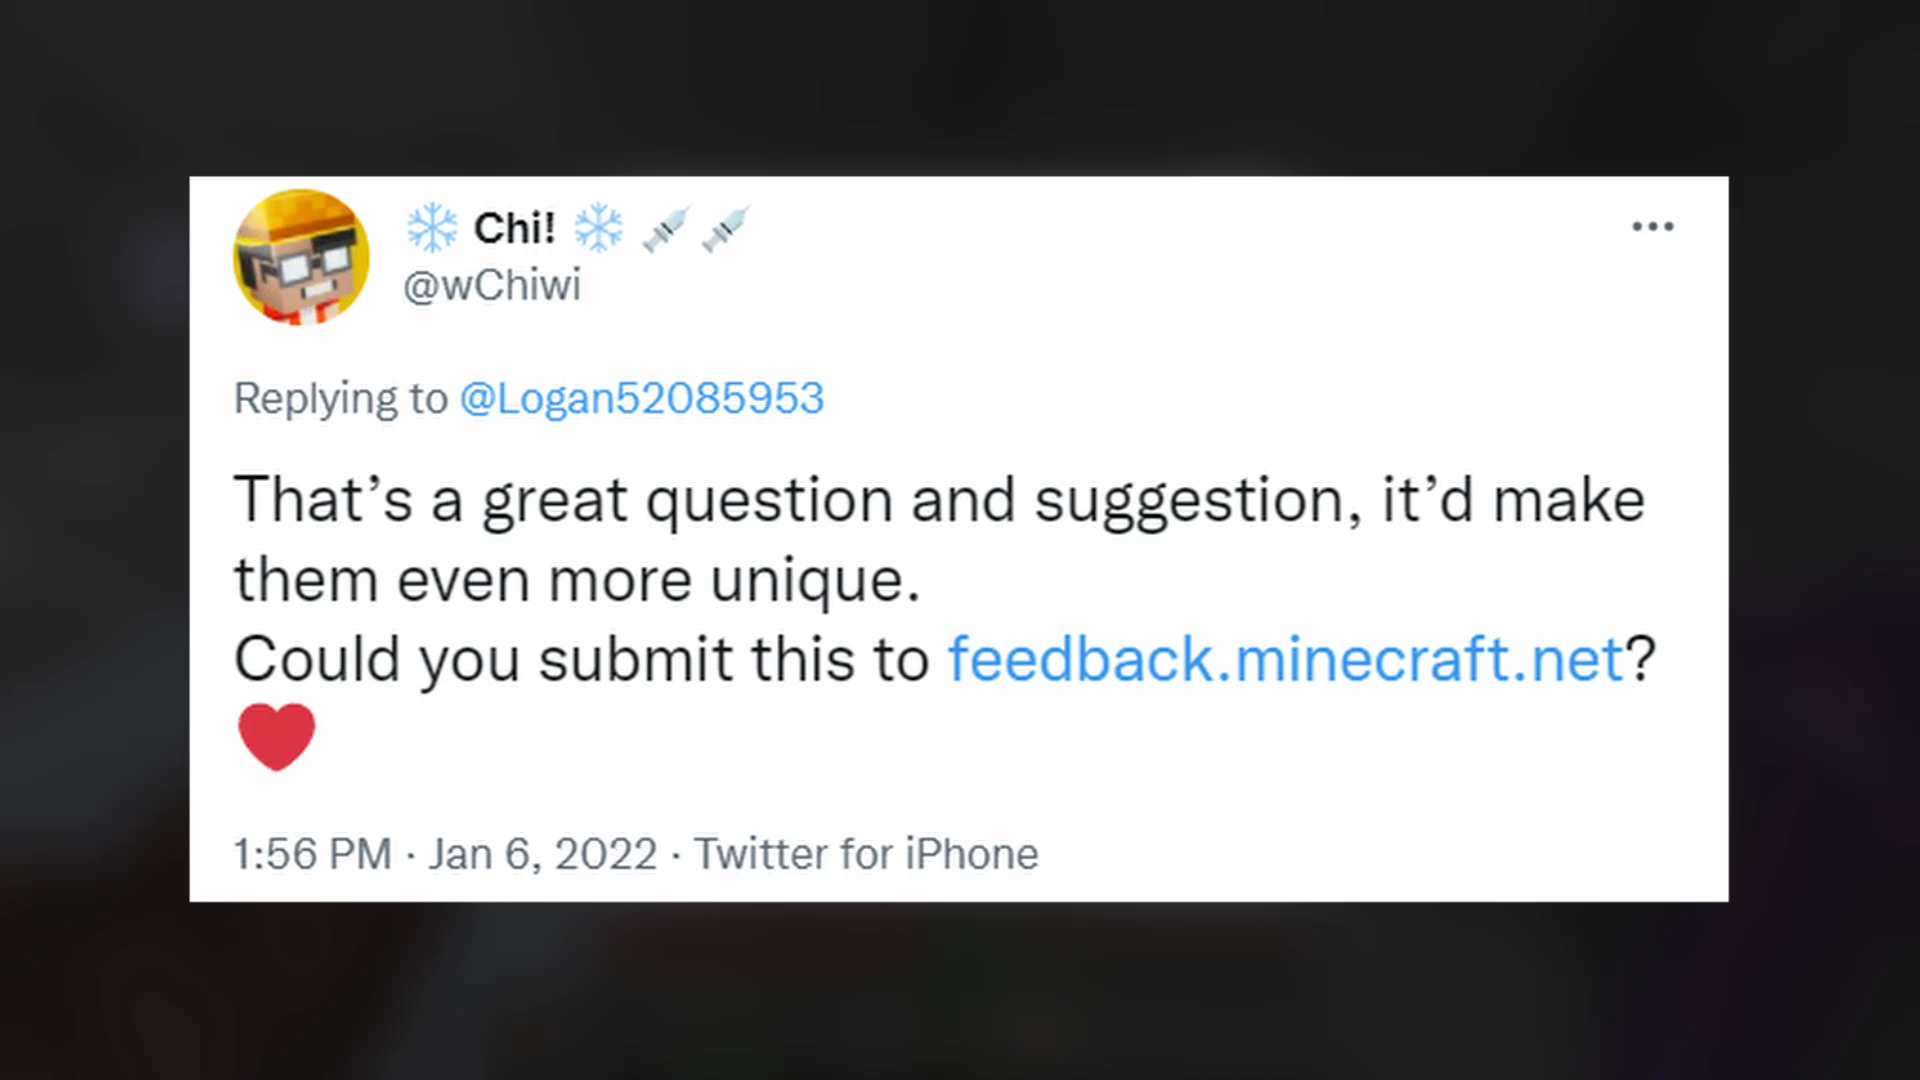 ❄️ Chi! ❄️ 💉 💉
@wChiwi
Replying to @Logan52085953
That’s a great question and suggestion, it’d make
them even more unique.
Could you submit this to feedback.minecraft.net?
❤️
1:56 PM · Jan 6, 2022 · Twitter for iPhone